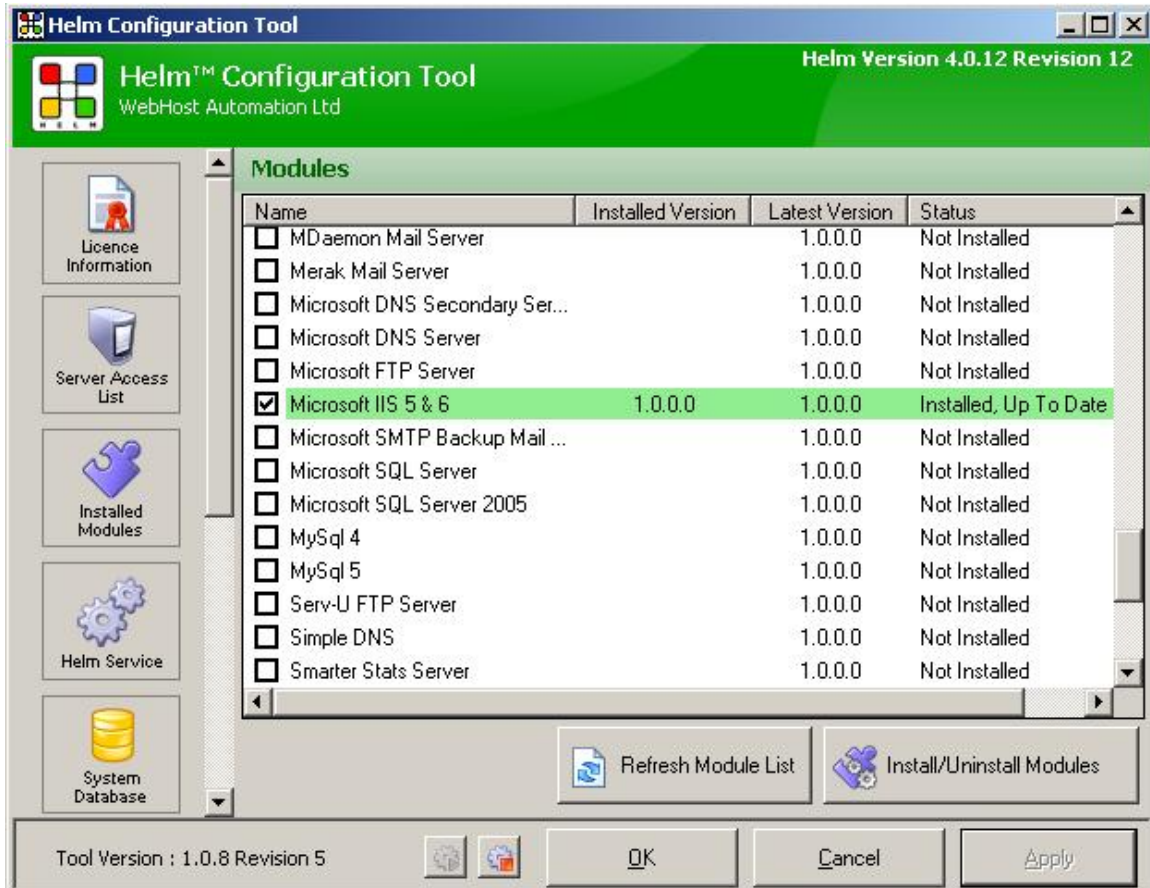 Helm Configuration Tool
Helm Version 4.0.12 Revision 12
Helm™ Configuration Tool
WebHost Automation Ltd
H E L M
Licence
Information
Server Access
List
Installed
Modules
Helm Service
System
Database
Modules
Name Installed Version Latest Version Status
MDaemon Mail Server 1.0.0.0 Not Installed
Merak Mail Server 1.0.0.0 Not Installed
Microsoft DNS Secondary Ser... 1.0.0.0 Not Installed
Microsoft DNS Server 1.0.0.0 Not Installed
Microsoft FTP Server 1.0.0.0 Not Installed
Microsoft IIS 5 & 6 1.0.0.0 1.0.0.0 Installed, Up To Date
Microsoft SMTP Backup Mail ... 1.0.0.0 Not Installed
Microsoft SQL Server 1.0.0.0 Not Installed
Microsoft SQL Server 2005 1.0.0.0 Not Installed
MySql 4 1.0.0.0 Not Installed
MySql 5 1.0.0.0 Not Installed
Serv-U FTP Server 1.0.0.0 Not Installed
Simple DNS 1.0.0.0 Not Installed
Smarter Stats Server 1.0.0.0 Not Installed
Refresh Module List Install/Uninstall Modules
Tool Version : 1.0.8 Revision 5 OK Cancel Apply